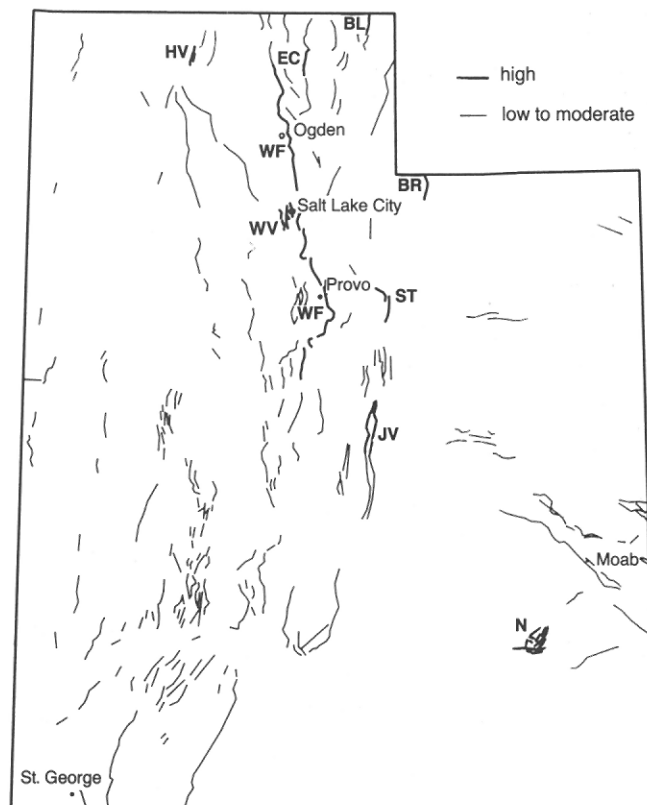 BL
HV
EC
high
low to moderate
Ogden
WF
BR
Salt Lake City
WV
Provo
ST
WF
JV
Moab
N
St. George